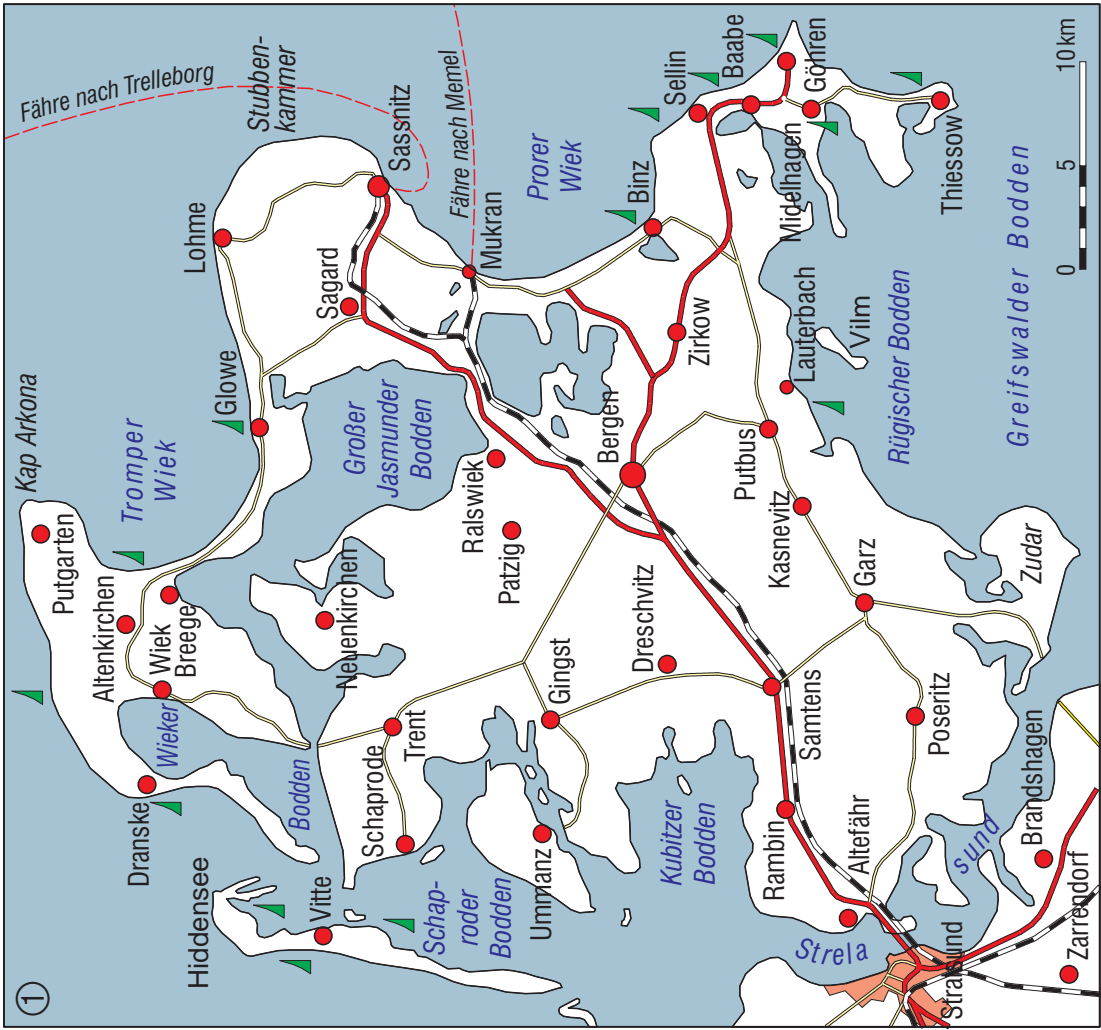 ①
Kap Arkona
Putgarten
Tromper
Wiek
Altenkirchen
Wiek
Breege
Wieker
Bodden
Dranske
Hiddensee
Vitte
Glowe
Lohme
Fähre nach Trelleborg
Stubben-
kammer
Sassnitz
Sagard
Fähre nach Memel
Mukran
Großer
Jasmunder
Bodden
Neuenkirchen
Ralswiek
Patzig
Trent
Schaprode
Schap-
roder
Bodden
Ummanz
Gingst
Prorer
Wiek
Binz
Sellin
Baabe
Göhren
Midelhagen
Thiessow
Zirkow
Bergen
Dreschvitz
Kubitzer
Bodden
Lauterbach
Vilm
Putbus
Kasnevitz
Rügischer Bodden
Samtens
Rambin
Garz
Altefähr
Poseritz
Zudar
Strela
sund
Stralsund
Brandshagen
Zarrendorf
Greifswalder Bodden
0
5
10 km